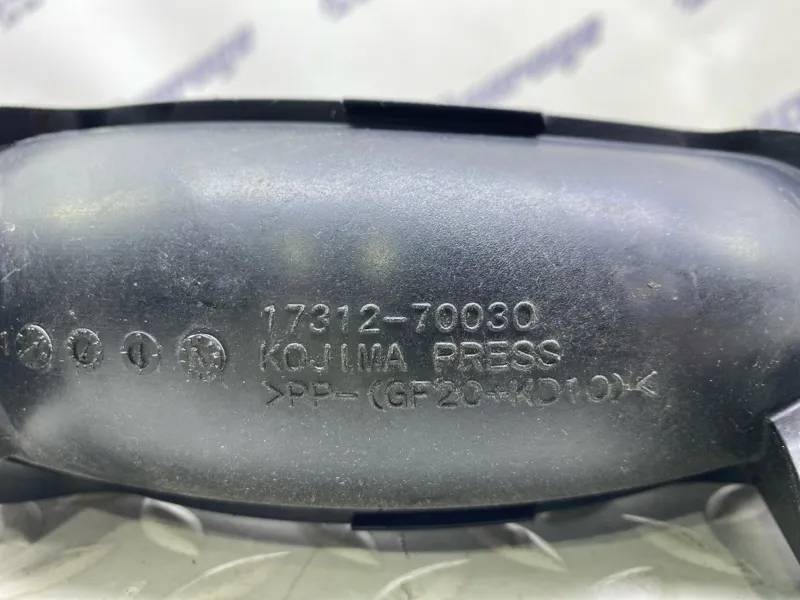 17312-70030
KOJIMA PRESS
>PP-(GF20+KD10)<